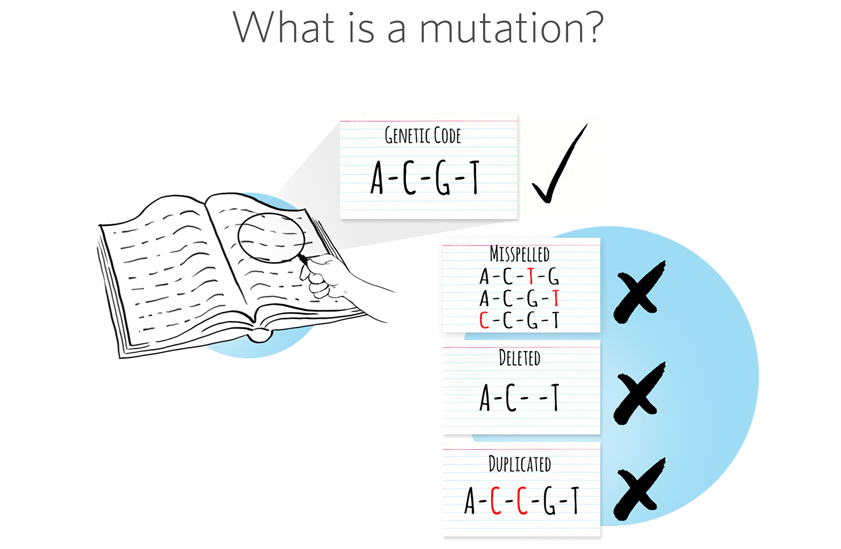 What is a mutation?
GENETIC CODE
A-C-G-T
MISSPELLED
A-C-T-G
A-C-G-T
C-C-G-T
DELETED
A-C- -T
DUPLICATED
A-C-C-G-T